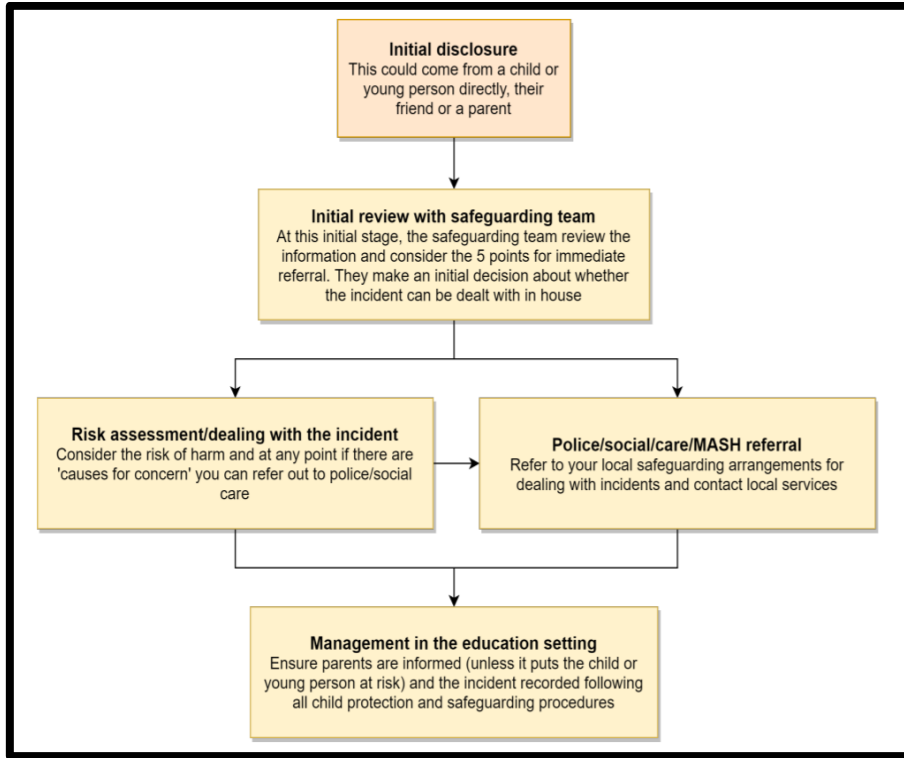 Initial disclosure
This could come from a child or
young person directly, their
friend or a parent
Initial review with safeguarding team
At this initial stage, the safeguarding team review the
information and consider the 5 points for immediate
referral. They make an initial decision about whether
the incident can be dealt with in house
Risk assessment/dealing with the incident
Consider the risk of harm and at any point if there are
'causes for concern' you can refer out to police/social
care
Police/social/care/MASH referral
Refer to your local safeguarding arrangements for
dealing with incidents and contact local services
Management in the education setting
Ensure parents are informed (unless it puts the child or
young person at risk) and the incident recorded following
all child protection and safeguarding procedures